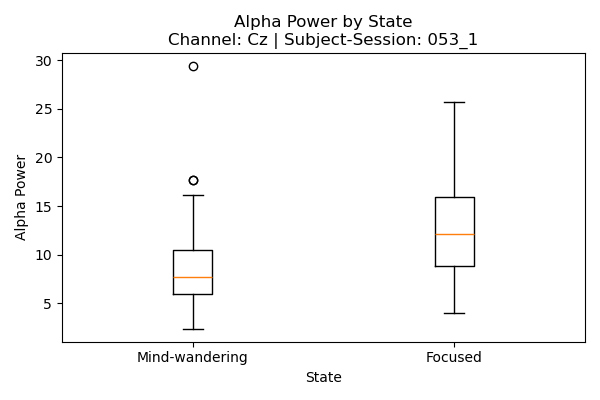 Alpha Power by State
Channel: Cz | Subject-Session: 053_1
30
25
20
15
10
5
Alpha Power
Mind-wandering
Focused
State